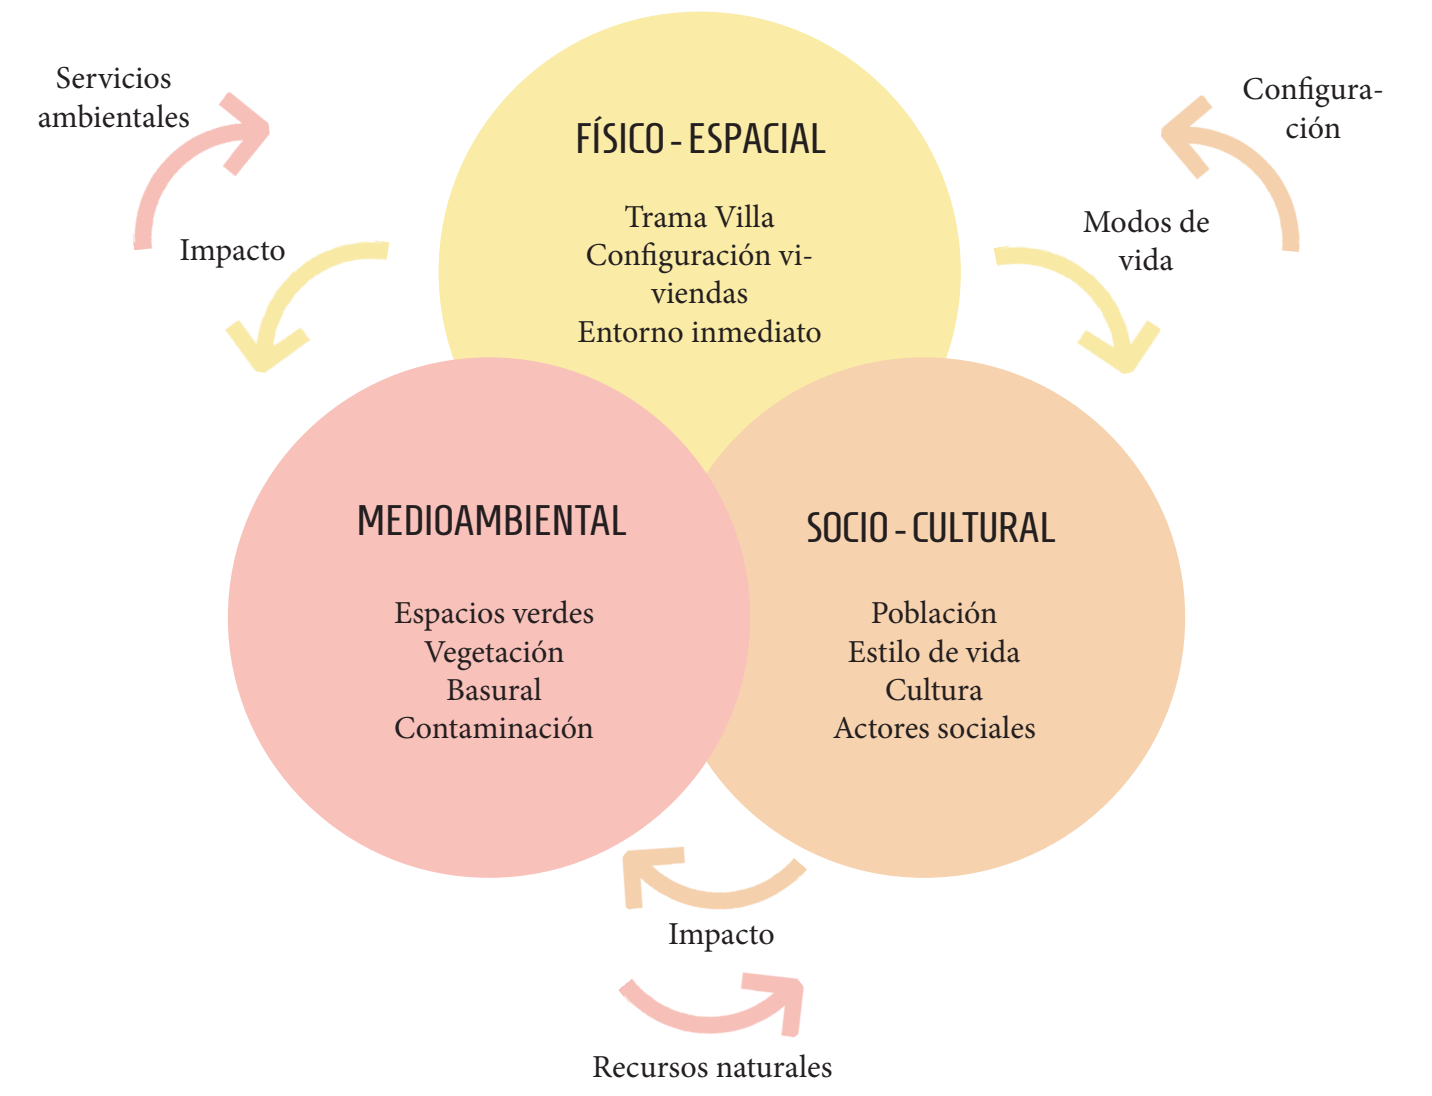 Servicios
ambientales
Impacto
FÍSICO - ESPACIAL
Trama Villa
Configuración vi-
viendas
Entorno inmediato
Configura-
ción
Modos de
vida
MEDIOAMBIENTAL
Espacios verdes
Vegetación
Basural
Contaminación
SOCIO - CULTURAL
Población
Estilo de vida
Cultura
Actores sociales
Impacto
Recursos naturales